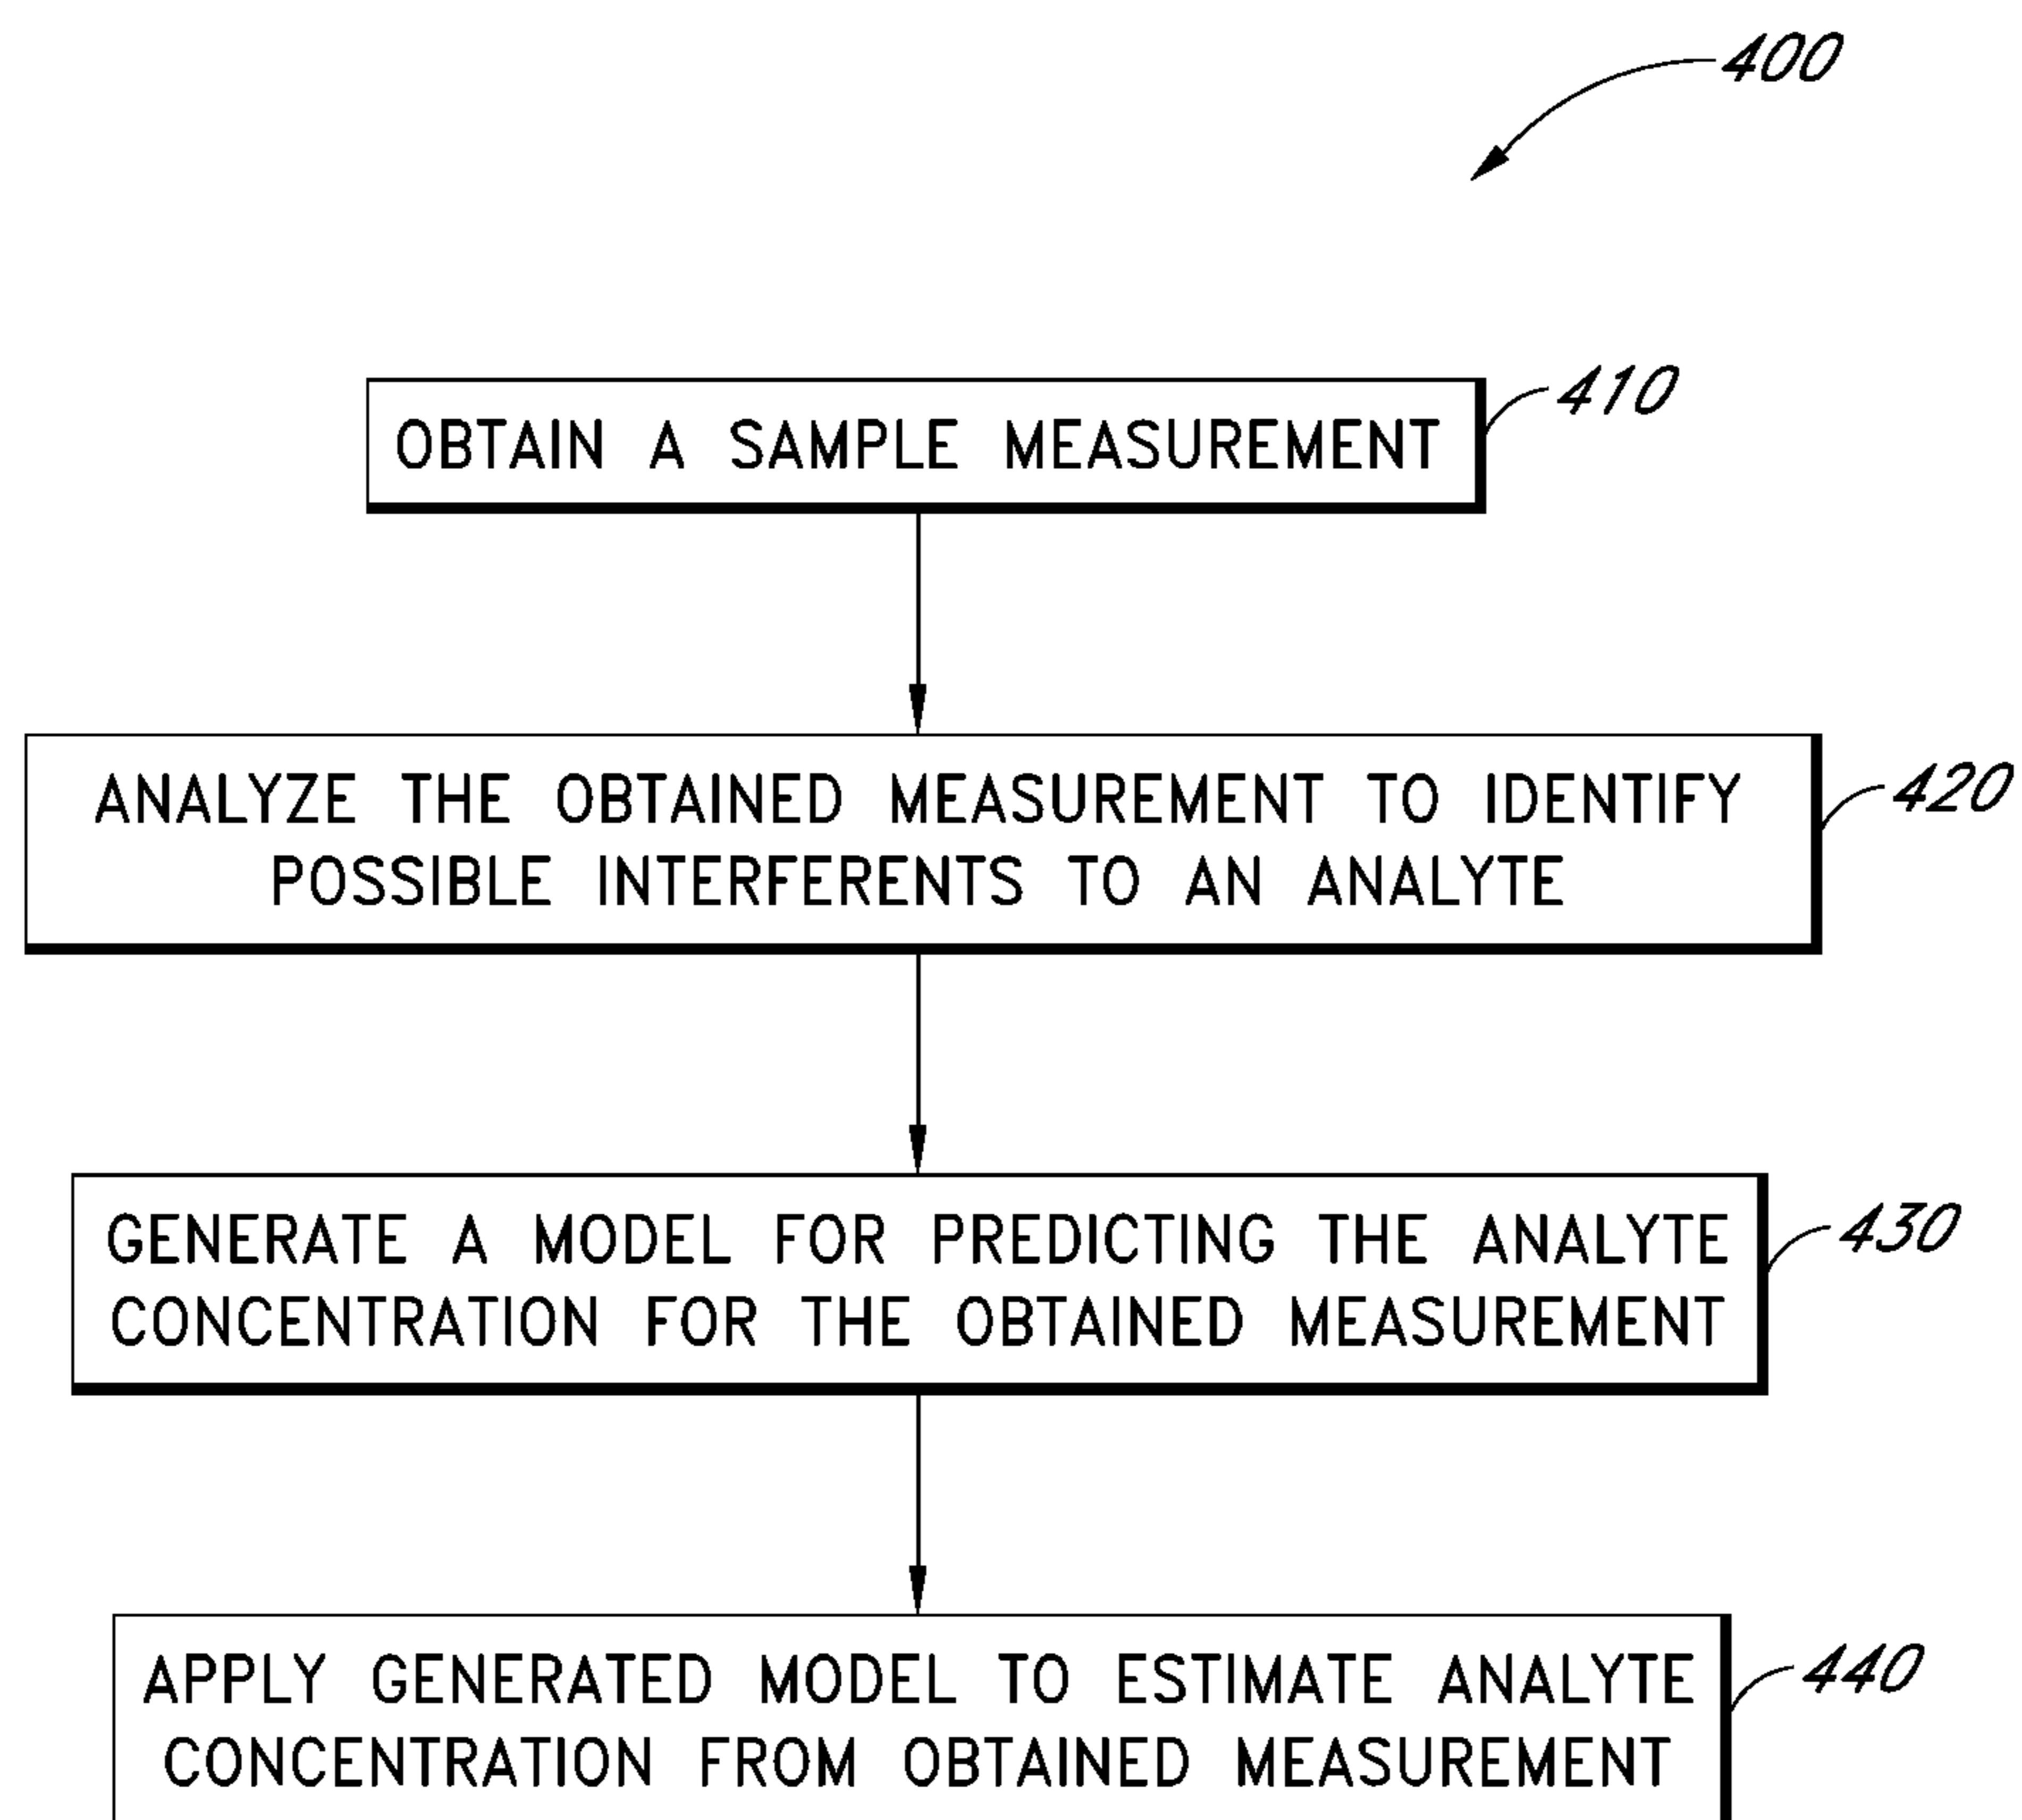 400
OBTAIN A SAMPLE MEASUREMENT
410
ANALYZE THE OBTAINED MEASUREMENT TO IDENTIFY
POSSIBLE INTERFERENTS TO AN ANALYTE
420
GENERATE A MODEL FOR PREDICTING THE ANALYTE
CONCENTRATION FOR THE OBTAINED MEASUREMENT
430
APPLY GENERATED MODEL TO ESTIMATE ANALYTE
CONCENTRATION FROM OBTAINED MEASUREMENT
440